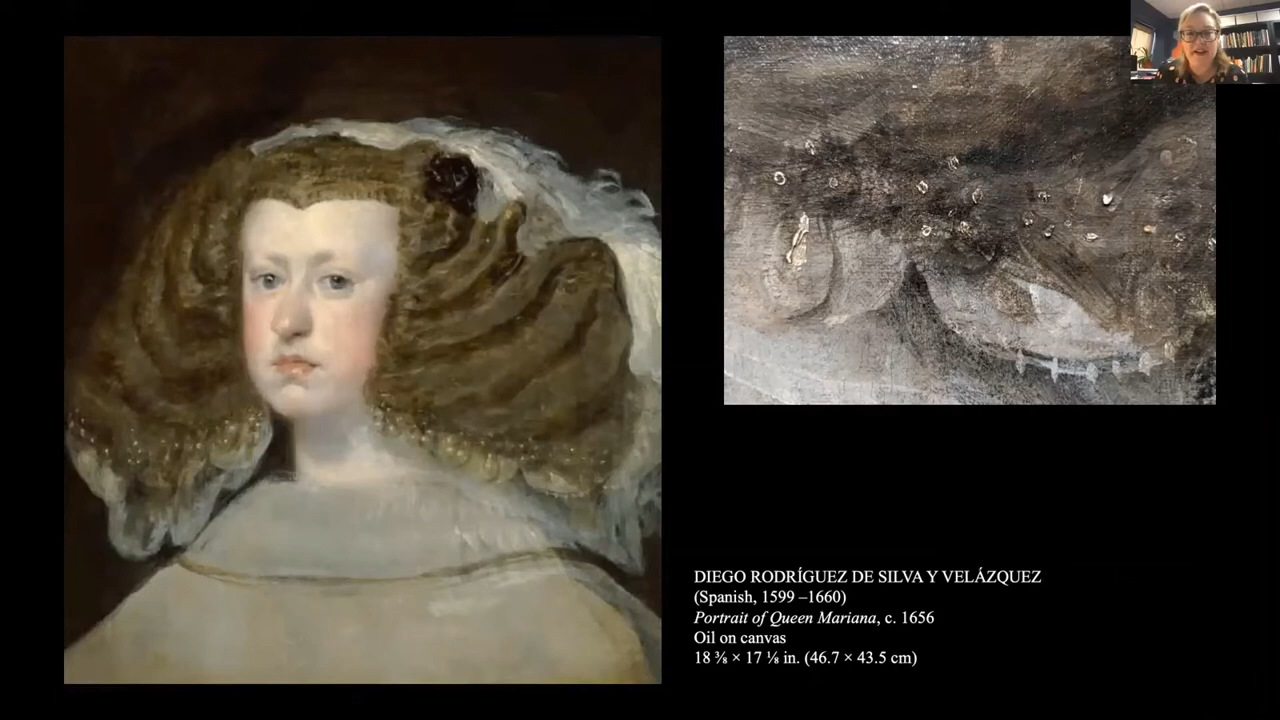 DIEGO RODRÍGUEZ DE SILVA Y VELÁZQUEZ
(Spanish, 1599 –1660)
Portrait of Queen Mariana, c. 1656
Oil on canvas
18 ⅜ × 17 ⅛ in. (46.7 × 43.5 cm)